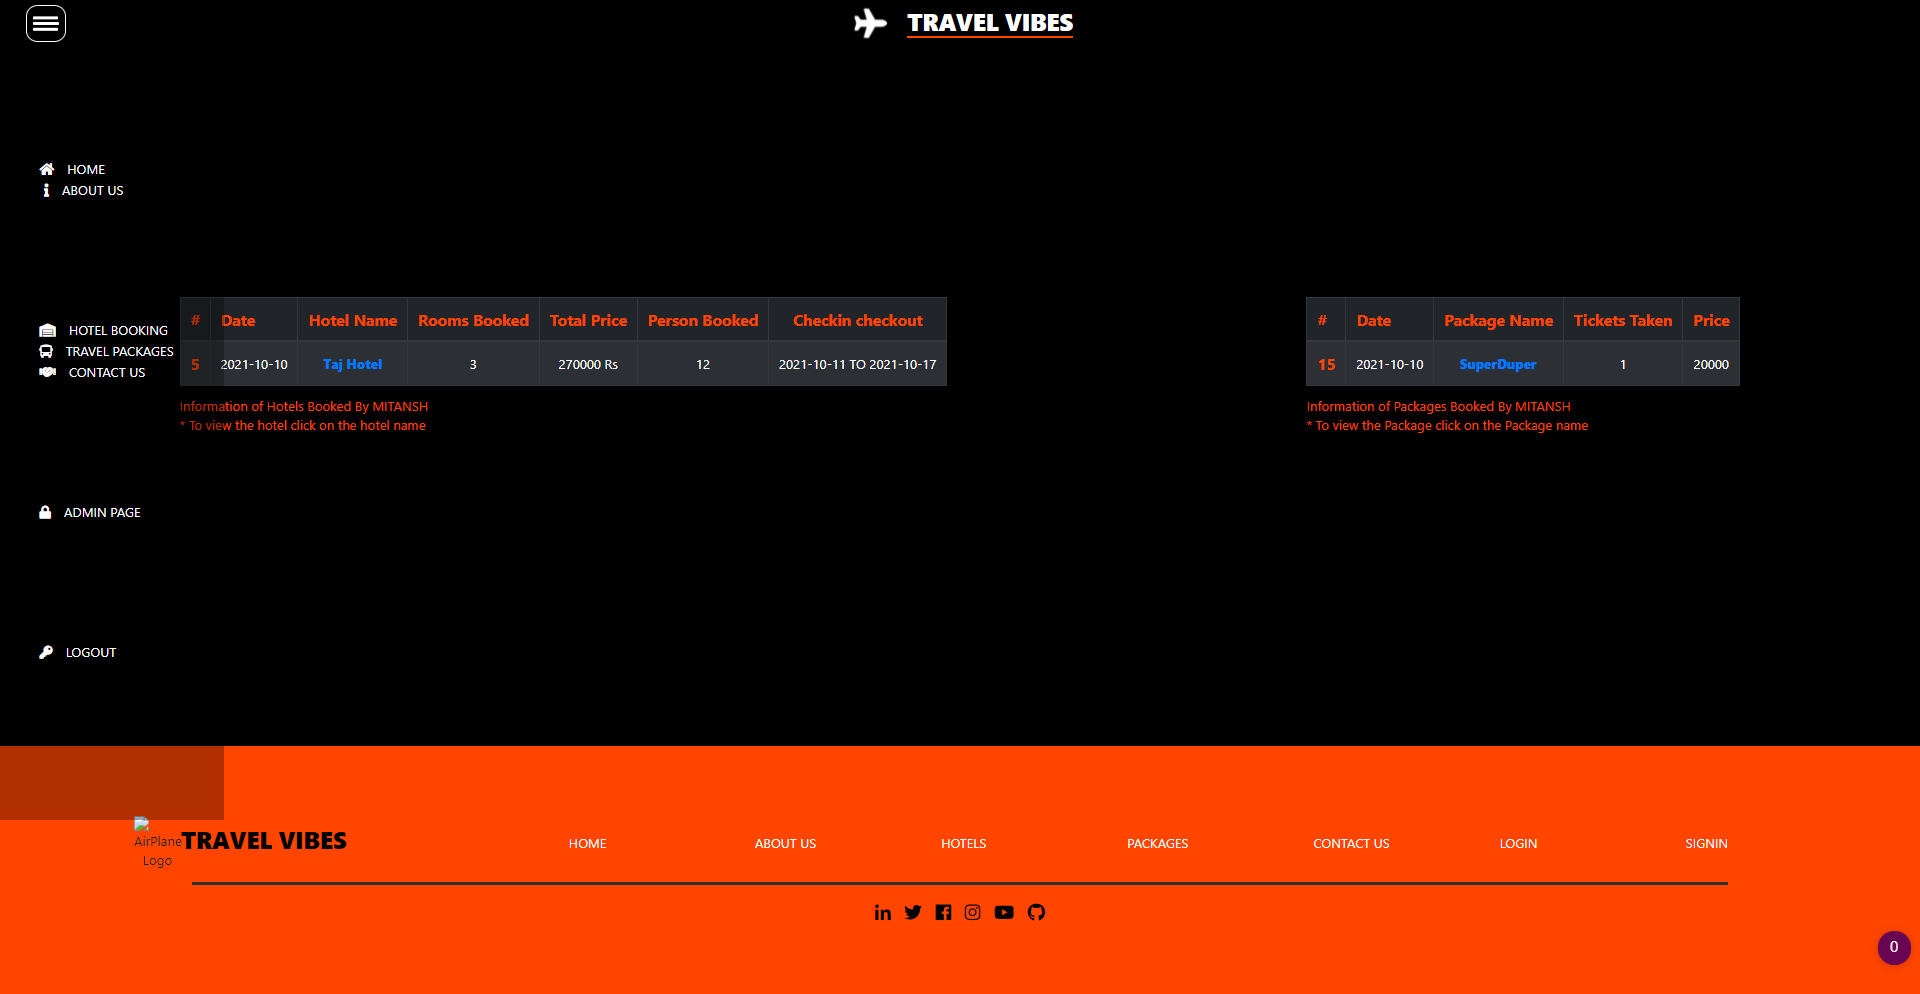 TRAVEL VIBES
HOME
ABOUT US
HOTEL BOOKING
TRAVEL PACKAGES
CONTACT US
# Date Hotel Name Rooms Booked Total Price Person Booked Checkin checkout
5 2021-10-10 Taj Hotel 3 270000 Rs 12 2021-10-11 TO 2021-10-17
Information of Hotels Booked By MITANSH
* To view the hotel click on the hotel name
# Date Package Name Tickets Taken Price
15 2021-10-10 SuperDuper 1 20000
Information of Packages Booked By MITANSH
* To view the Package click on the Package name
ADMIN PAGE
LOGOUT
AirPlane
Logo
TRAVEL VIBES
HOME ABOUT US HOTELS PACKAGES CONTACT US LOGIN SIGNIN
0